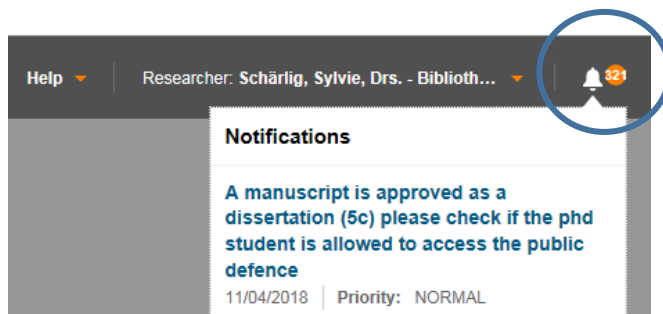 Help
Researcher: Schärlig, Sylvie, Drs. - Biblioth...
321
Notifications
A manuscript is approved as a
dissertation (5c) please check if the phd
student is allowed to access the public
defence
11/04/2018 Priority: NORMAL